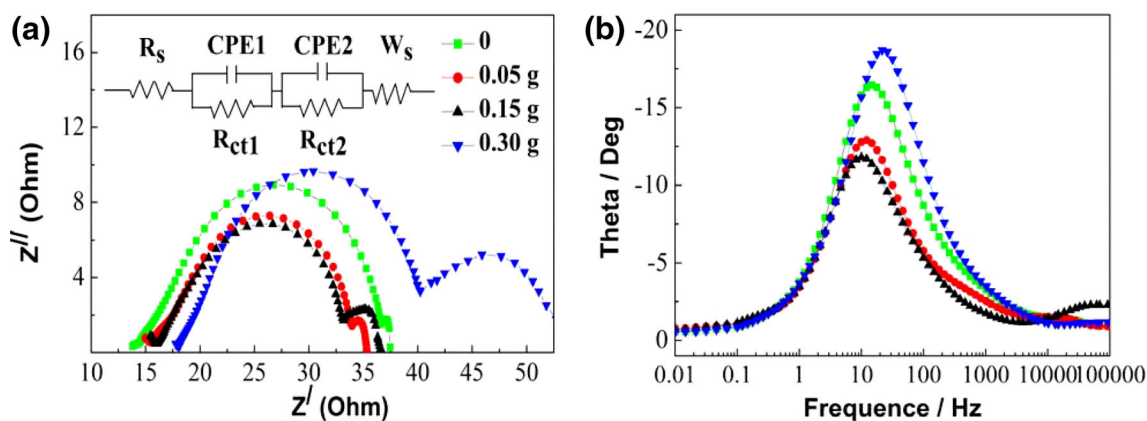 (a)
16
12
8
4
Z// (Ohm)
Rs
CPE1
CPE2
Ws
Rct1
Rct2
0
0.05 g
0.15 g
0.30 g
10 15 20 25 30 35 40 45 50
Z/ (Ohm)
(b)
-20
-15
-10
-5
0
Theta / Deg
0.01 0.1 1 10 100 1000 10000 100000
Frequence / Hz